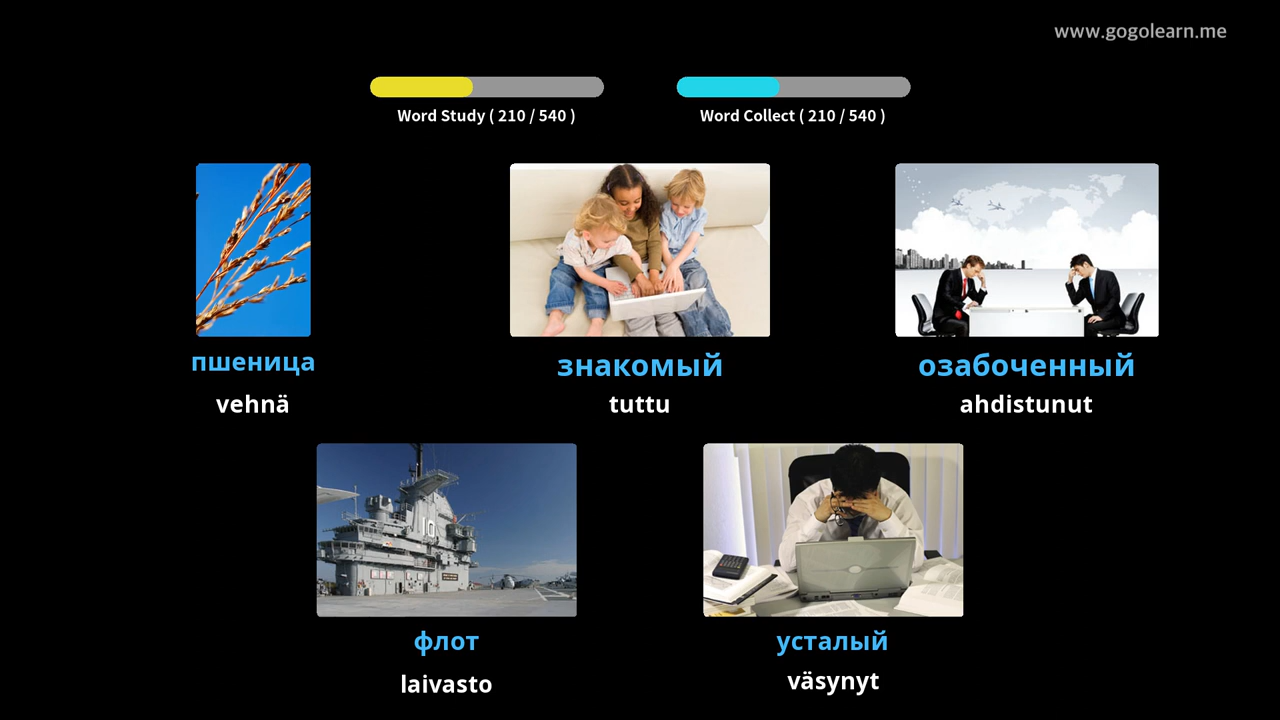 www.gogolearn.me
Word Study ( 210 / 540 )
Word Collect ( 210 / 540 )
пшеница
знакомый
озабоченный
vehnä
tuttu
ahdistunut
16
флот
усталый
laivasto
väsynyt